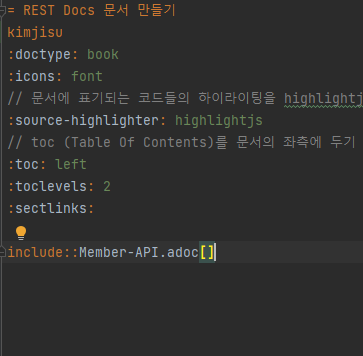 = REST Docs 문서 만들기
kimjisu
:doctype: book
:icons: font
// 문서에 표기되는 코드들의 하이라이팅을 highlightj
:source-highlighter: highlightjs
// toc (Table Of Contents)를 문서의 좌측에 두기
:toc: left
:toclevels: 2
:sectlinks:
include::Member-API.adoc[]